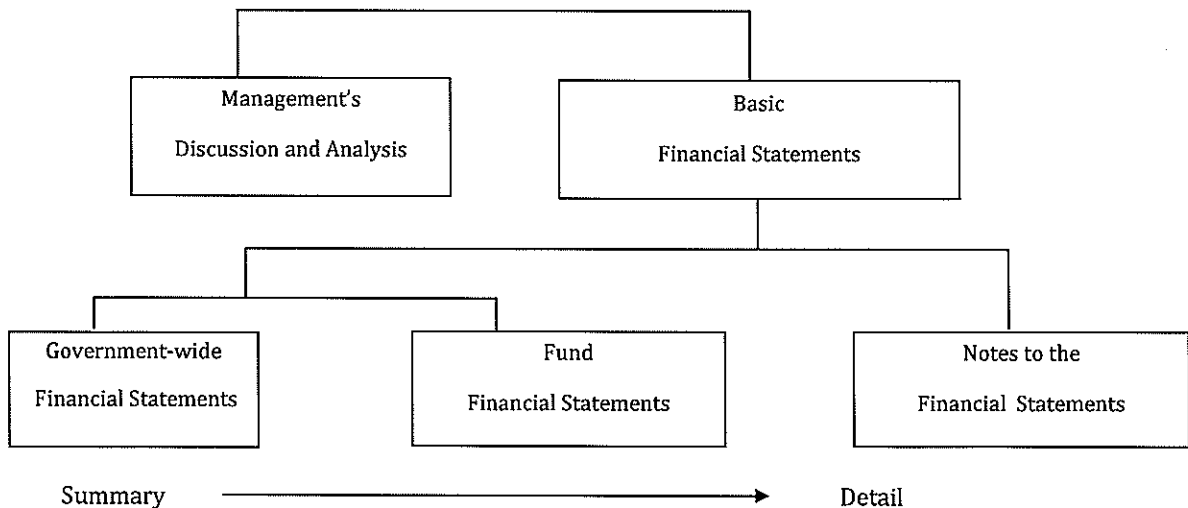 Management's
Discussion and Analysis
Basic
Financial Statements
Government-wide
Financial Statements
Fund
Financial Statements
Notes to the
Financial Statements
Summary
Detail